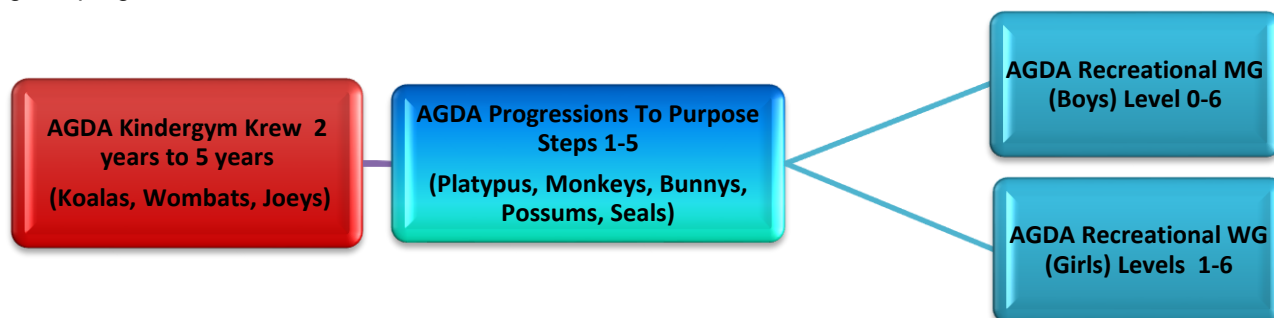 AGDA Kindergym Krew 2
years to 5 years
(Koalas, Wombats, Joeys)
AGDA Progressions To Purpose
Steps 1-5
(Platypus, Monkeys, Bunnys,
Possums, Seals)
AGDA Recreational MG
(Boys) Level 0-6
AGDA Recreational WG
(Girls) Levels 1-6